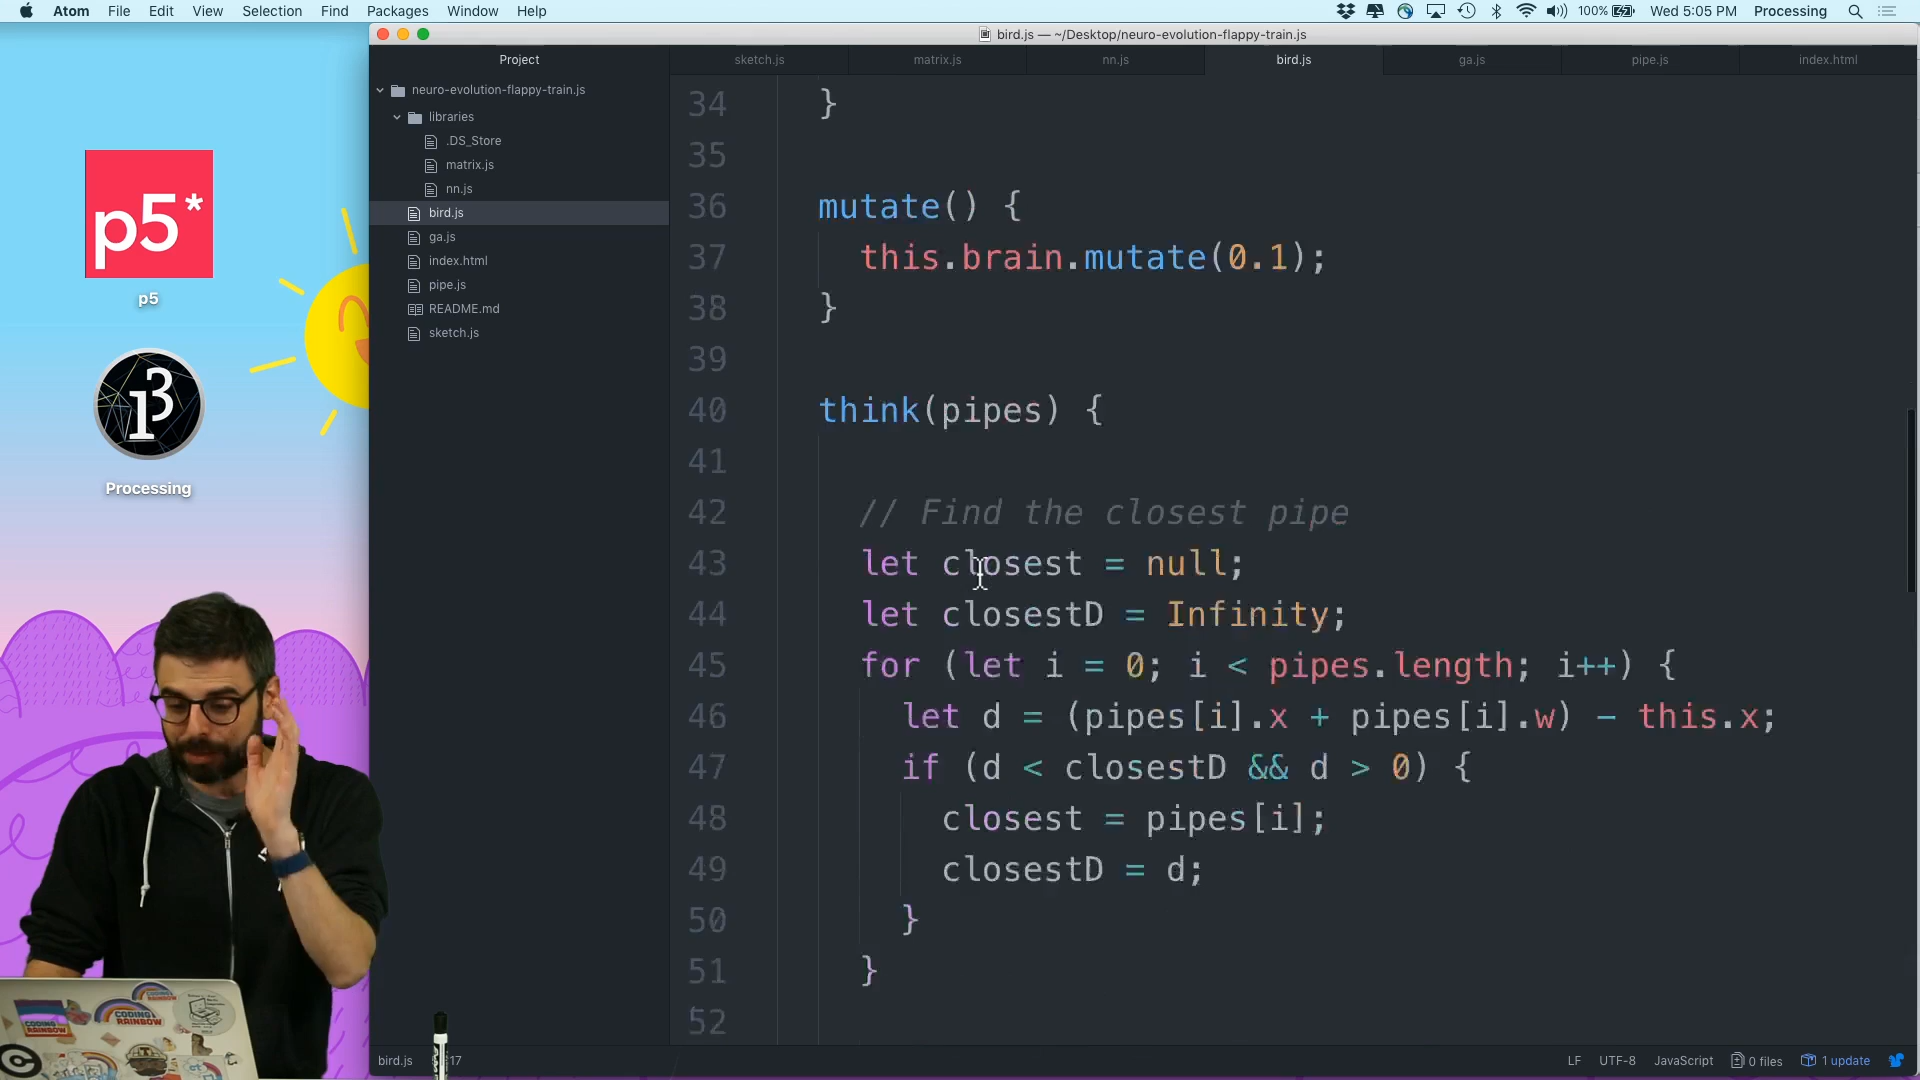 Atom File Edit View Selection Find Packages Window Help 100% Wed 5:05 PM Processing
bird.js — ~/Desktop/neuro-evolution-flappy-train.js
Project sketch.js matrix.js nn.js bird.js ga.js pipe.js index.html
neuro-evolution-flappy-train.js
libraries
.DS_Store
matrix.js
nn.js
bird.js
ga.js
index.html
pipe.js
README.md
sketch.js
p5*
p5
Processing
34 }
35
36 mutate() {
37 this.brain.mutate(0.1);
38 }
39
40 think(pipes) {
41
42 // Find the closest pipe
43 let closest = null;
44 let closestD = Infinity;
45 for (let i = 0; i < pipes.length; i++) {
46 let d = (pipes[i].x + pipes[i].w) - this.x;
47 if (d < closestD && d > 0) {
48 closest = pipes[i];
49 closestD = d;
50 }
51 }
52
CODING RAINBOW
bird.js :17 LF UTF-8 JavaScript 0 files 1 update